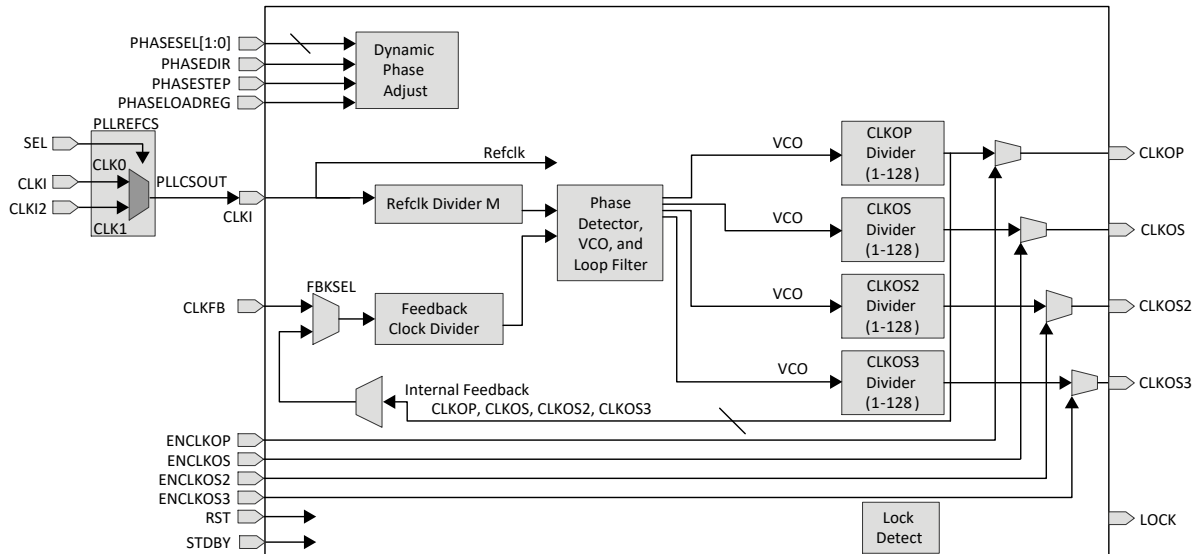 PHASESEL[1:0]
PHASEDIR
PHASESTEP
PHASELOADREG
Dynamic
Phase
Adjust
PLLREFCS
SEL
CLK0
CLKI
CLKI2
CLK1
PLLCSOUT
CLKI
Refclk
Refclk Divider M
Phase
Detector,
VCO, and
Loop Filter
VCO
CLKOP
Divider
(1-128)
CLKOP
VCO
CLKOS
Divider
(1-128)
CLKOS
CLKFB
FBKSEL
Feedback
Clock Divider
VCO
CLKOS2
Divider
(1-128)
CLKOS2
VCO
CLKOS3
Divider
(1-128)
CLKOS3
Internal Feedback
CLKOP, CLKOS, CLKOS2, CLKOS3
ENCLKOP
ENCLKOS
ENCLKOS2
ENCLKOS3
RST
STDBY
Lock
Detect
LOCK